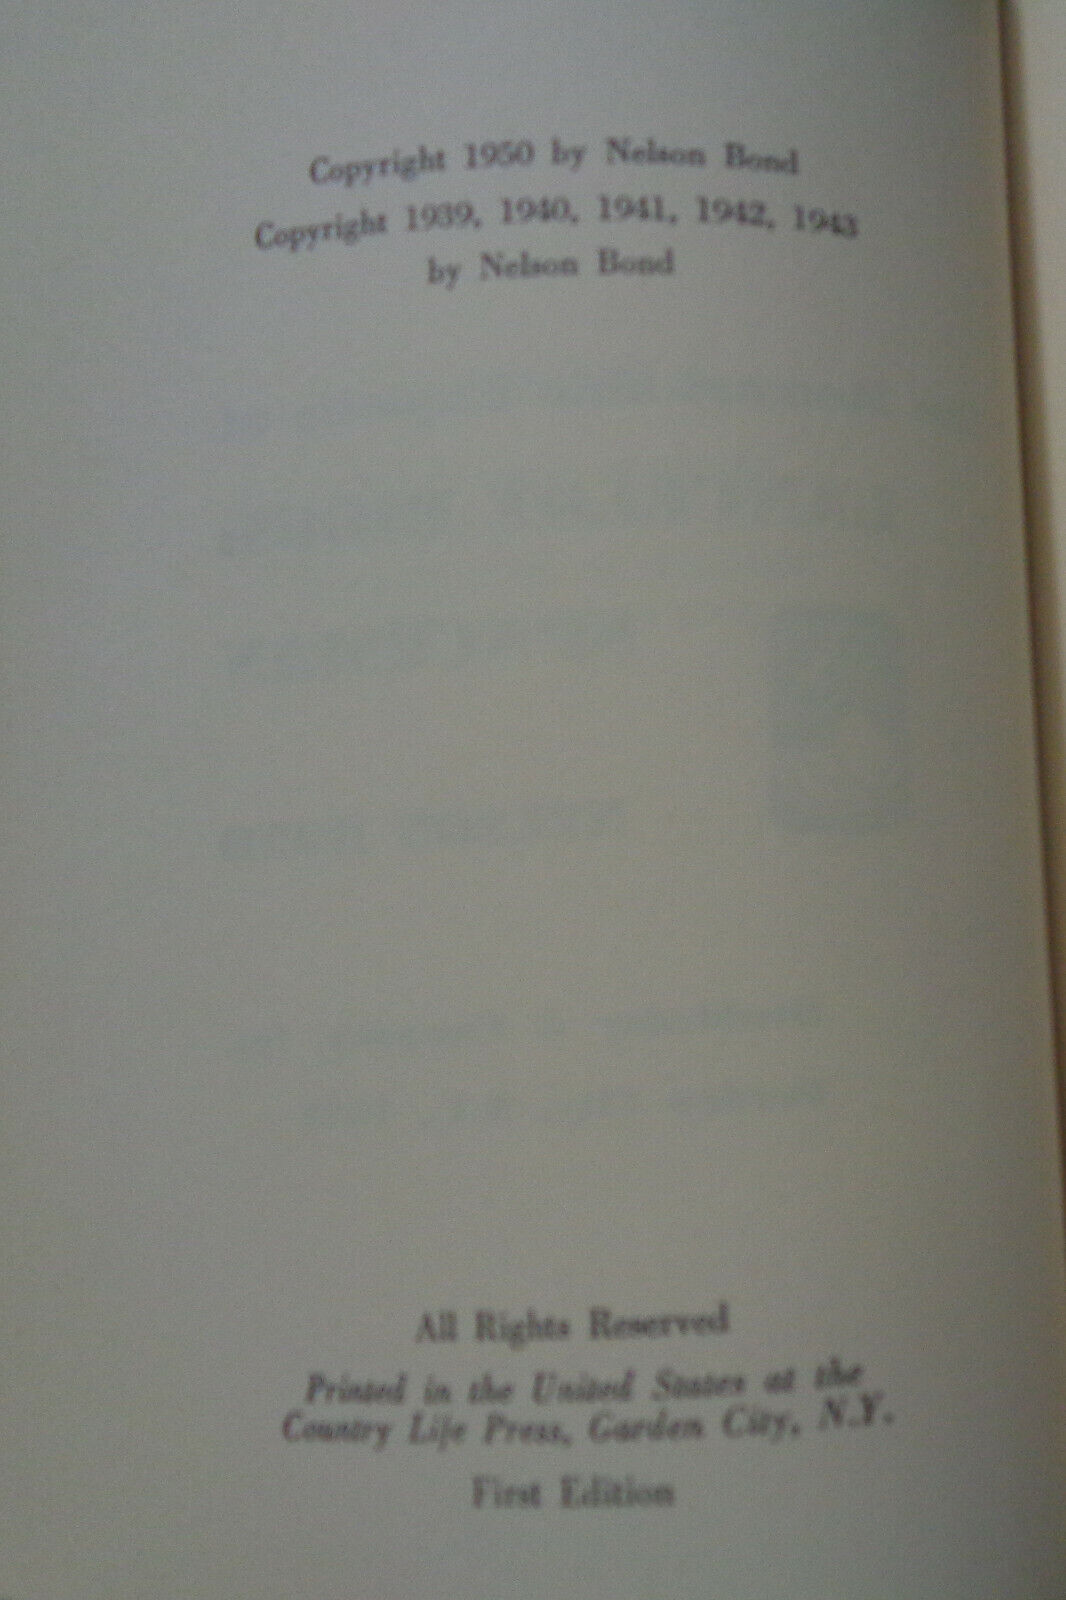 Copyright 1950 by Nelson Bond
Copyright 1939, 1940, 1941, 1942, 1943
by Nelson Bond
All Rights Reserved
Printed in the United States at the
Country Life Press, Garden City, N.Y.
First Edition